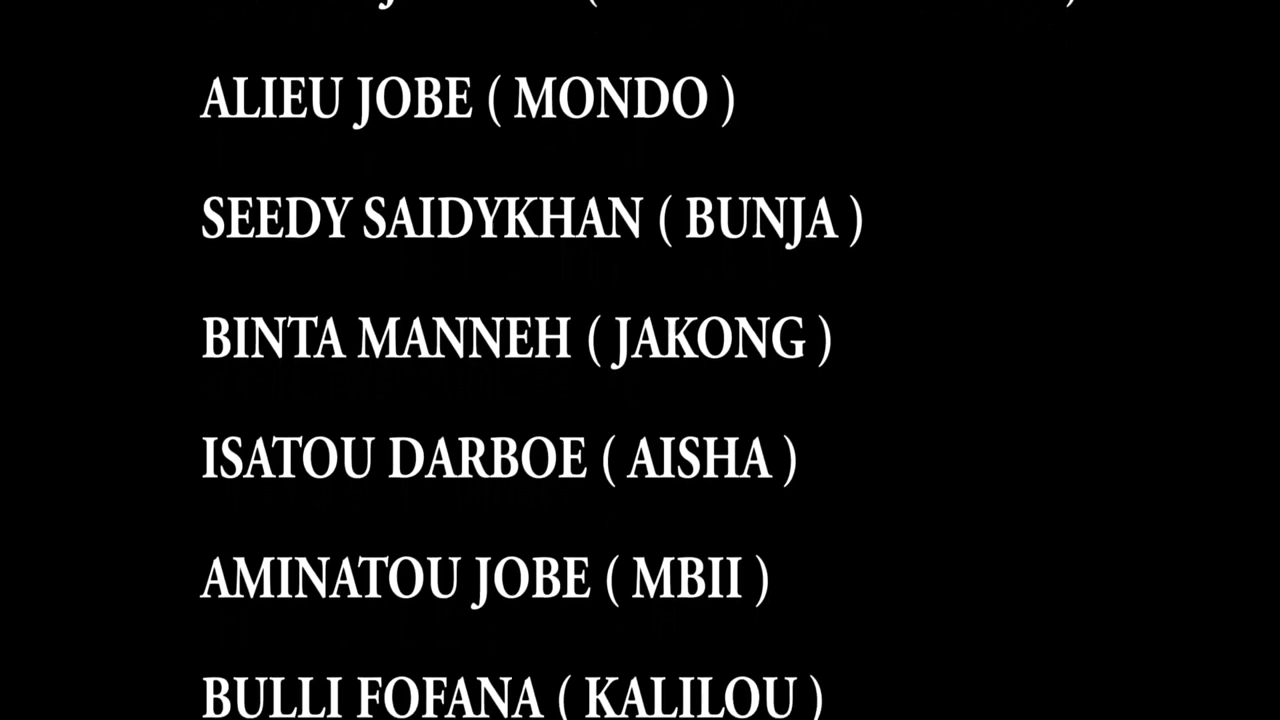 ALIEU JOBE ( MONDO )
SEEDY SAIDYKHAN ( BUNJA )
BINTA MANNEH ( JAKONG )
ISATOU DARBOE ( AISHA )
AMINATOU JOBE ( MBII )
BULLI FOFANA ( KALILOU )